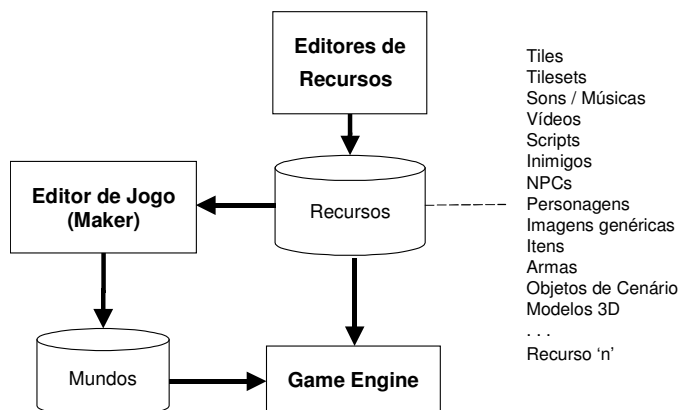 Editores de
Recursos
Editor de Jogo
(Maker)
Recursos
Mundos
Game Engine
Tiles
Tilesets
Sons / Músicas
Vídeos
Scripts
Inimigos
NPCs
Personagens
Imagens genéricas
Itens
Armas
Objetos de Cenário
Modelos 3D
. . .
Recurso ‘n’